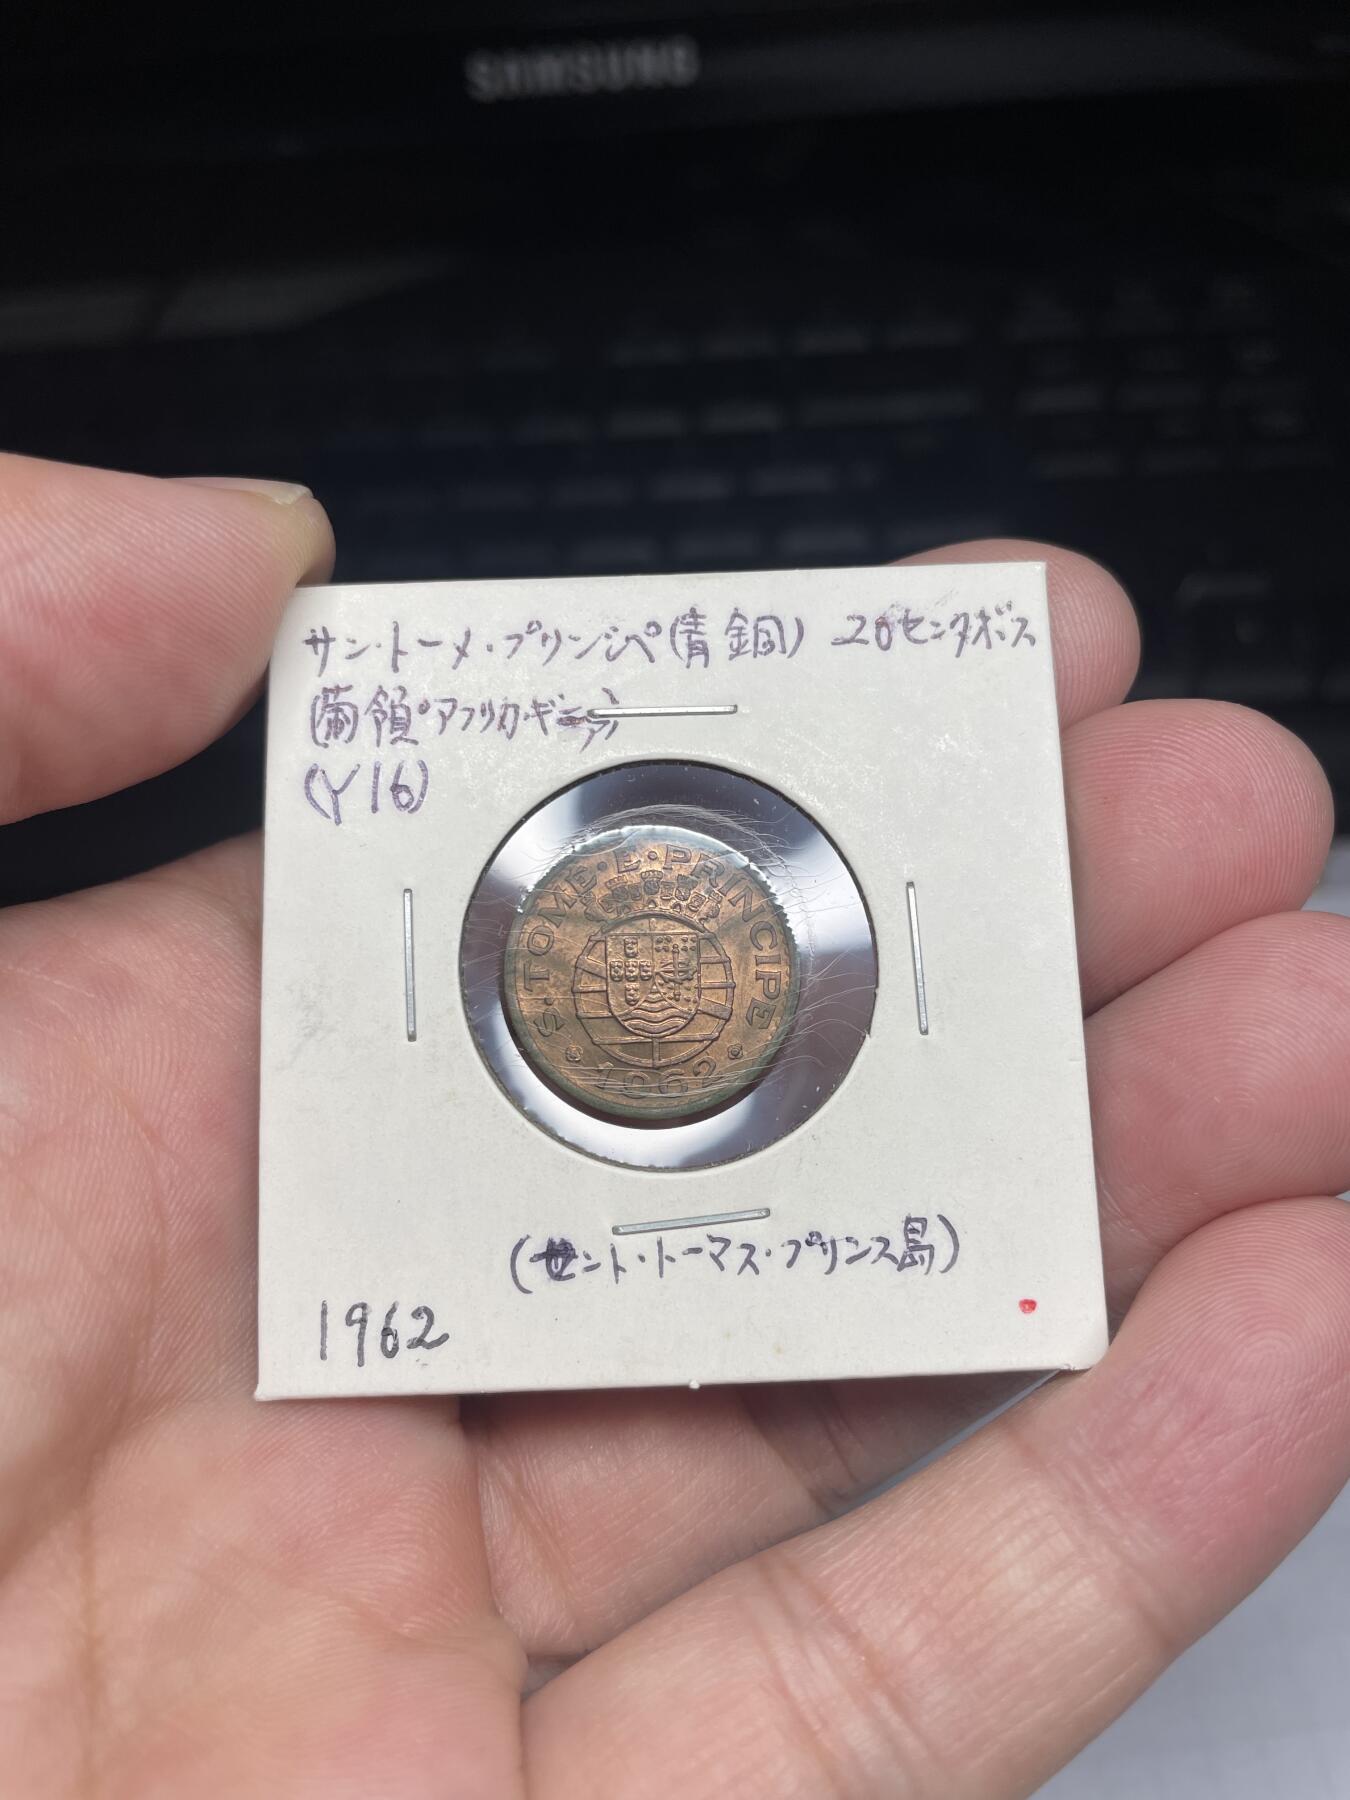 SAMSUNG
サン・トーメ・プリンシペ(青銅) 20センタボス
(葡領・アフリカ・ギニア)
(Y16)
S·TOMÉ·E·PRINCIPE
1962
(セント・トーマス・プリンス島)
1962